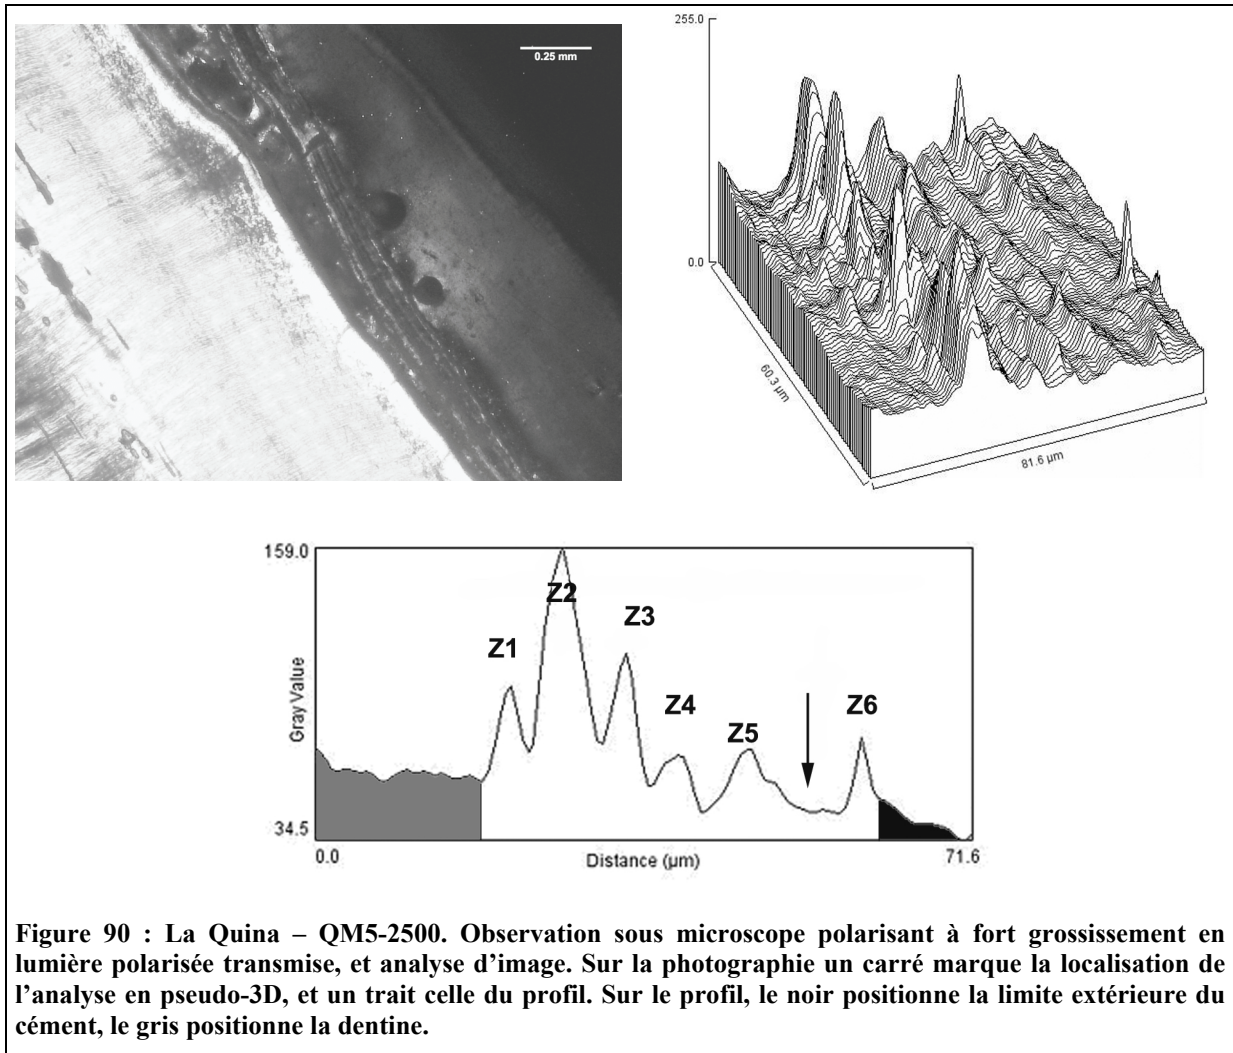 0.25 mm
255.0
0.0
60.3 µm
81.6 µm
159.0
Z2
Z3
Z1
Z4
Z6
Z5
Gray Value
34.5
0.0
Distance (µm)
71.6
Figure 90 : La Quina – QM5-2500. Observation sous microscope polarisant à fort grossissement en
lumière polarisée transmise, et analyse d’image. Sur la photographie un carré marque la localisation de
l’analyse en pseudo-3D, et un trait celle du profil. Sur le profil, le noir positionne la limite extérieure du
cément, le gris positionne la dentine.